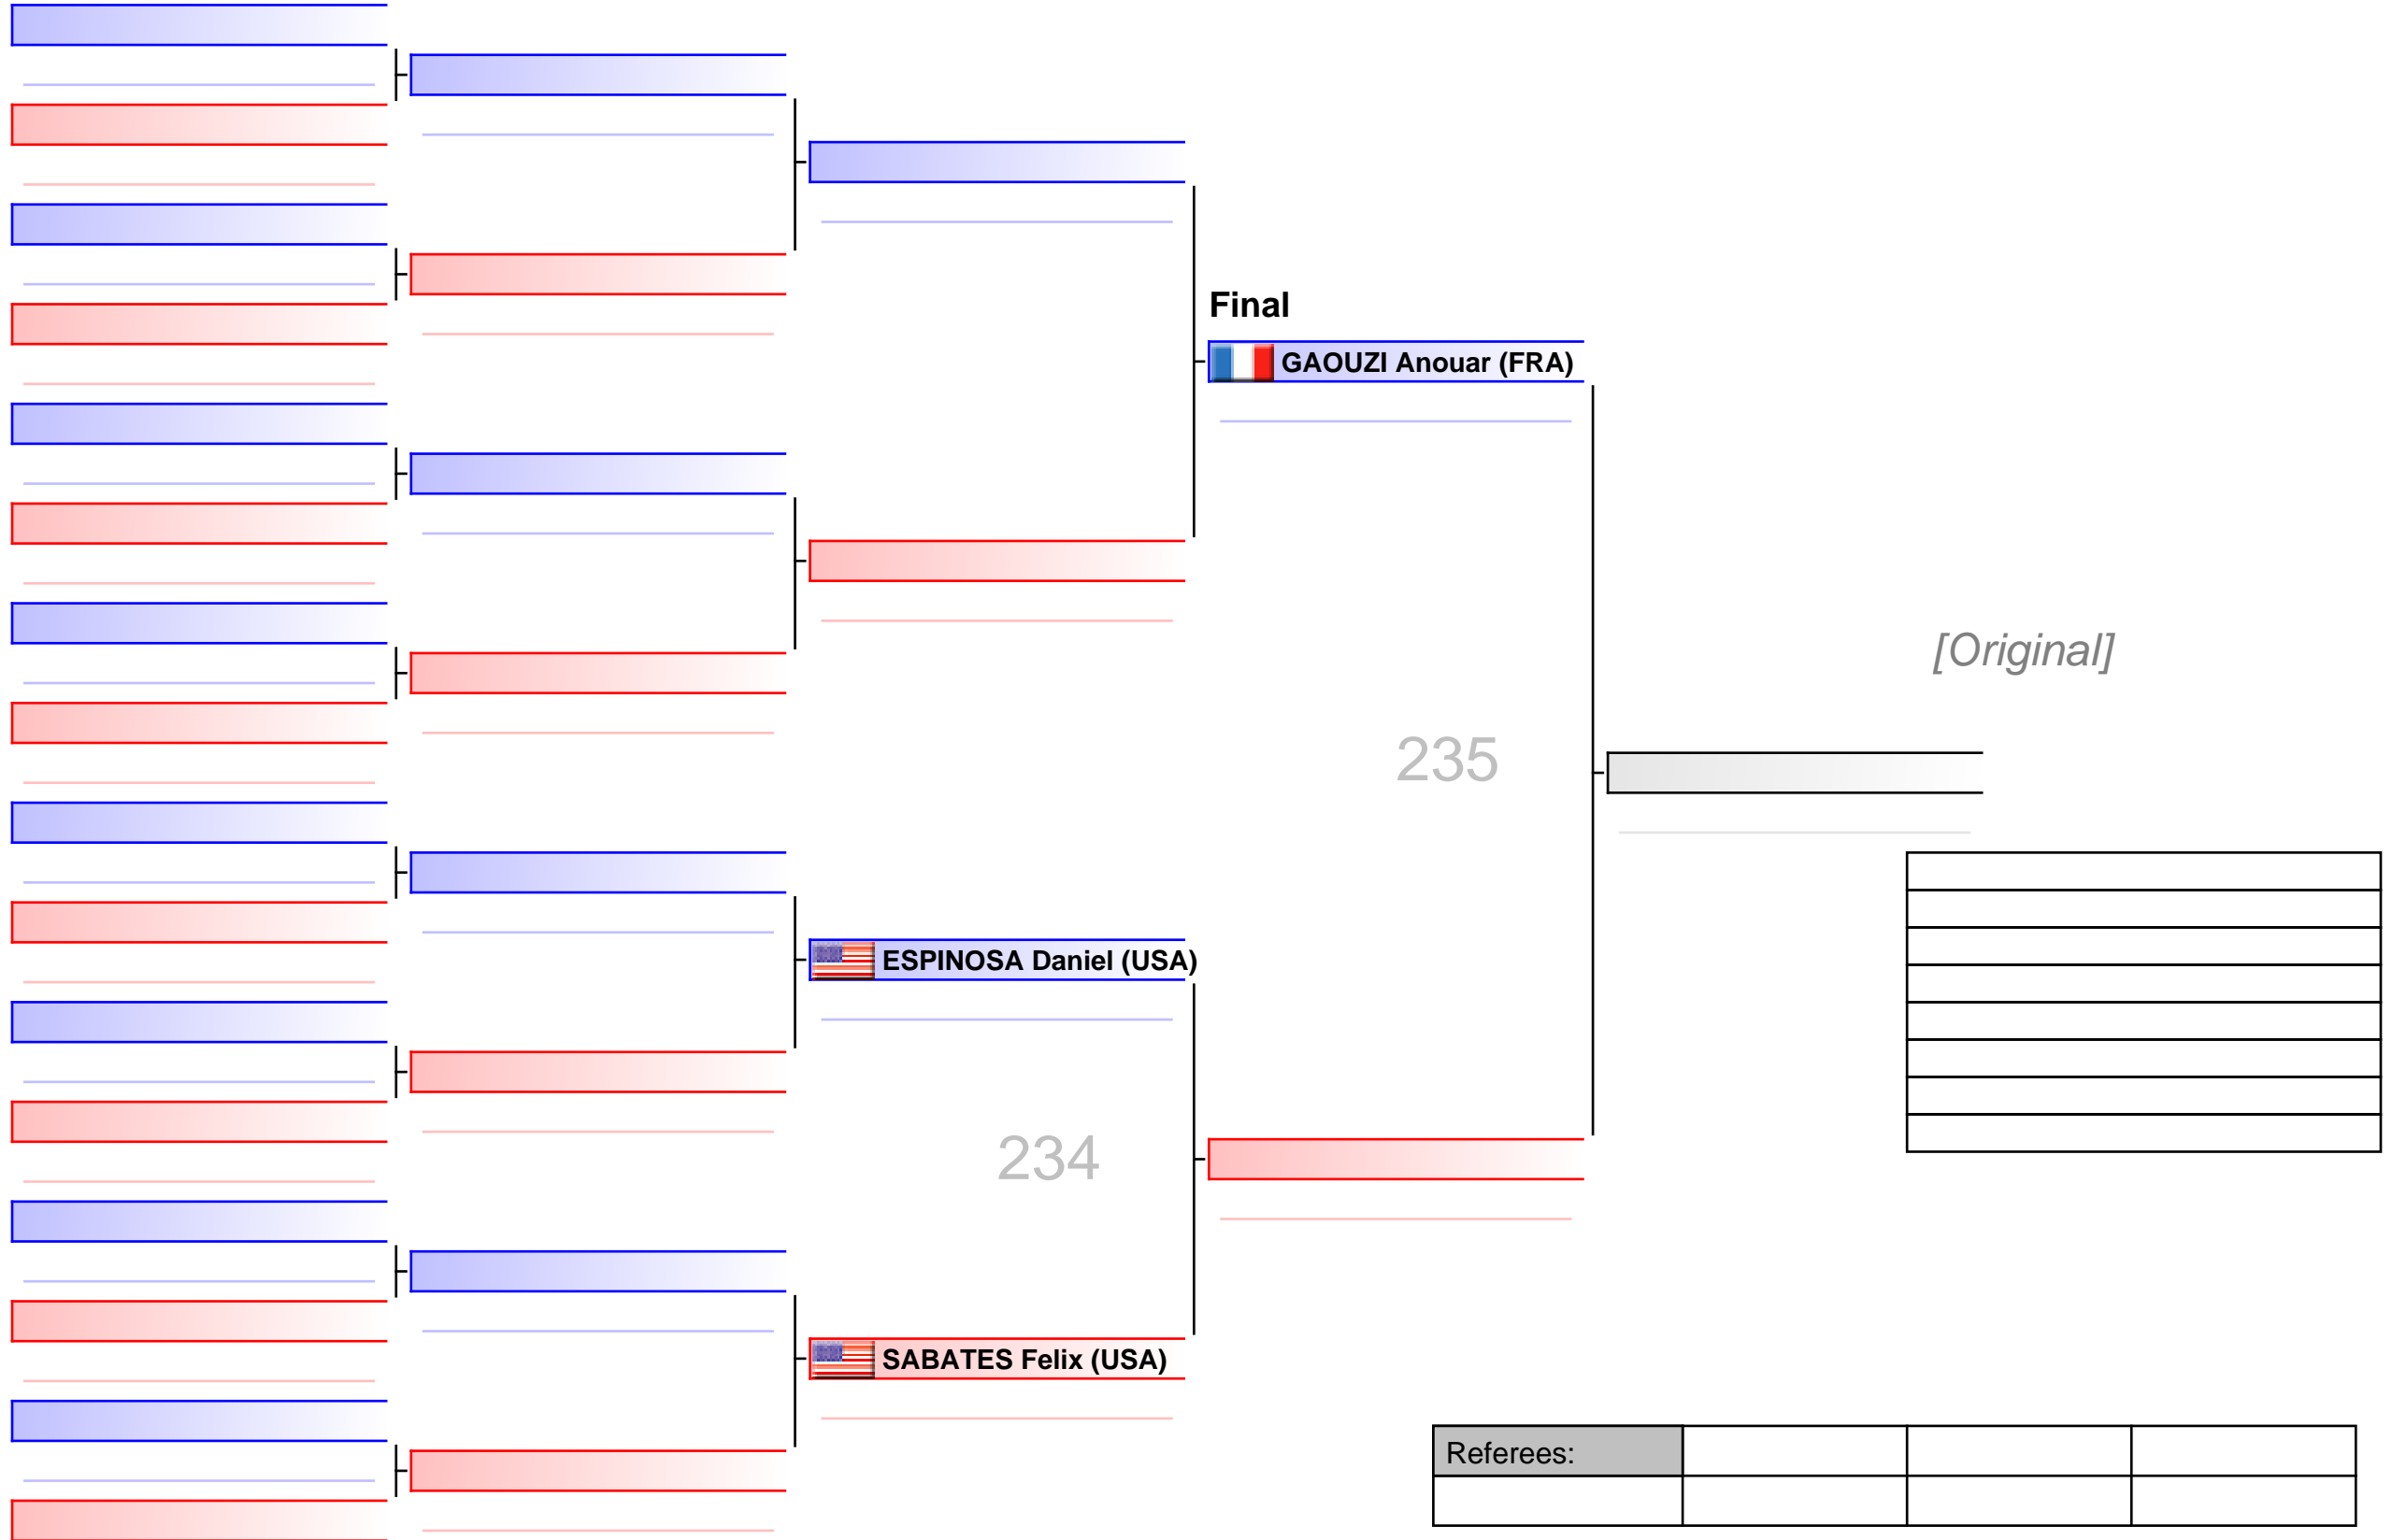 Final
GAOUZI Anouar (FRA)
[Original]
235
ESPINOSA Daniel (USA)
234
SABATES Felix (USA)
Referees: